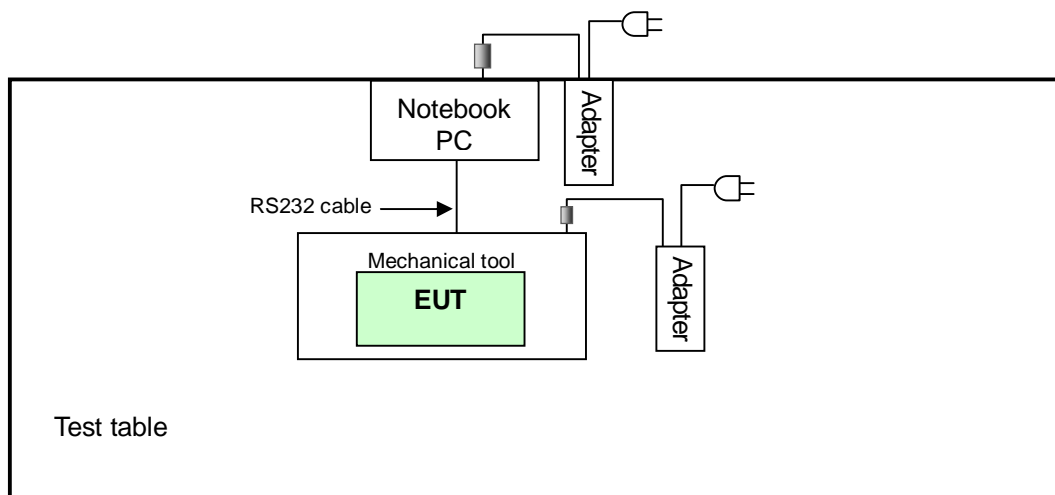 Notebook
PC
Adapter
RS232 cable
Mechanical tool
EUT
Adapter
Test table